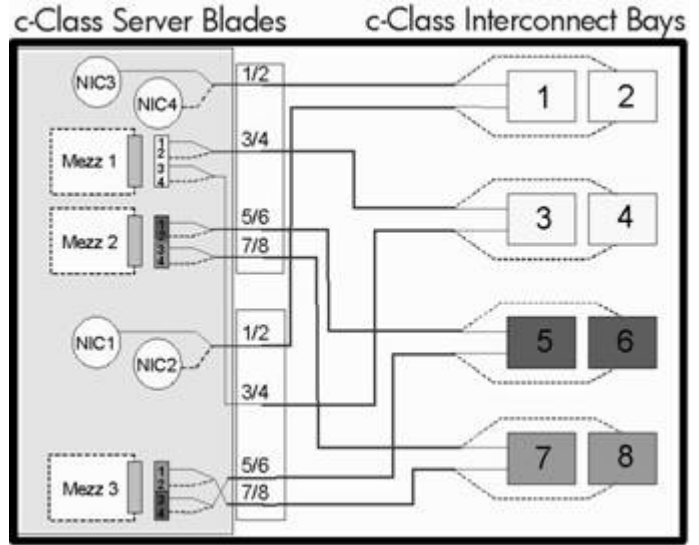 c-Class Server Blades
c-Class Interconnect Bays
NIC3
NIC4
1/2
1
2
Mezz 1
1
2
3
4
3/4
3
4
Mezz 2
3
4
5/6
7/8
NIC1
NIC2
1/2
5
6
3/4
Mezz 3
1
2
3
4
5/6
7/8
7
8